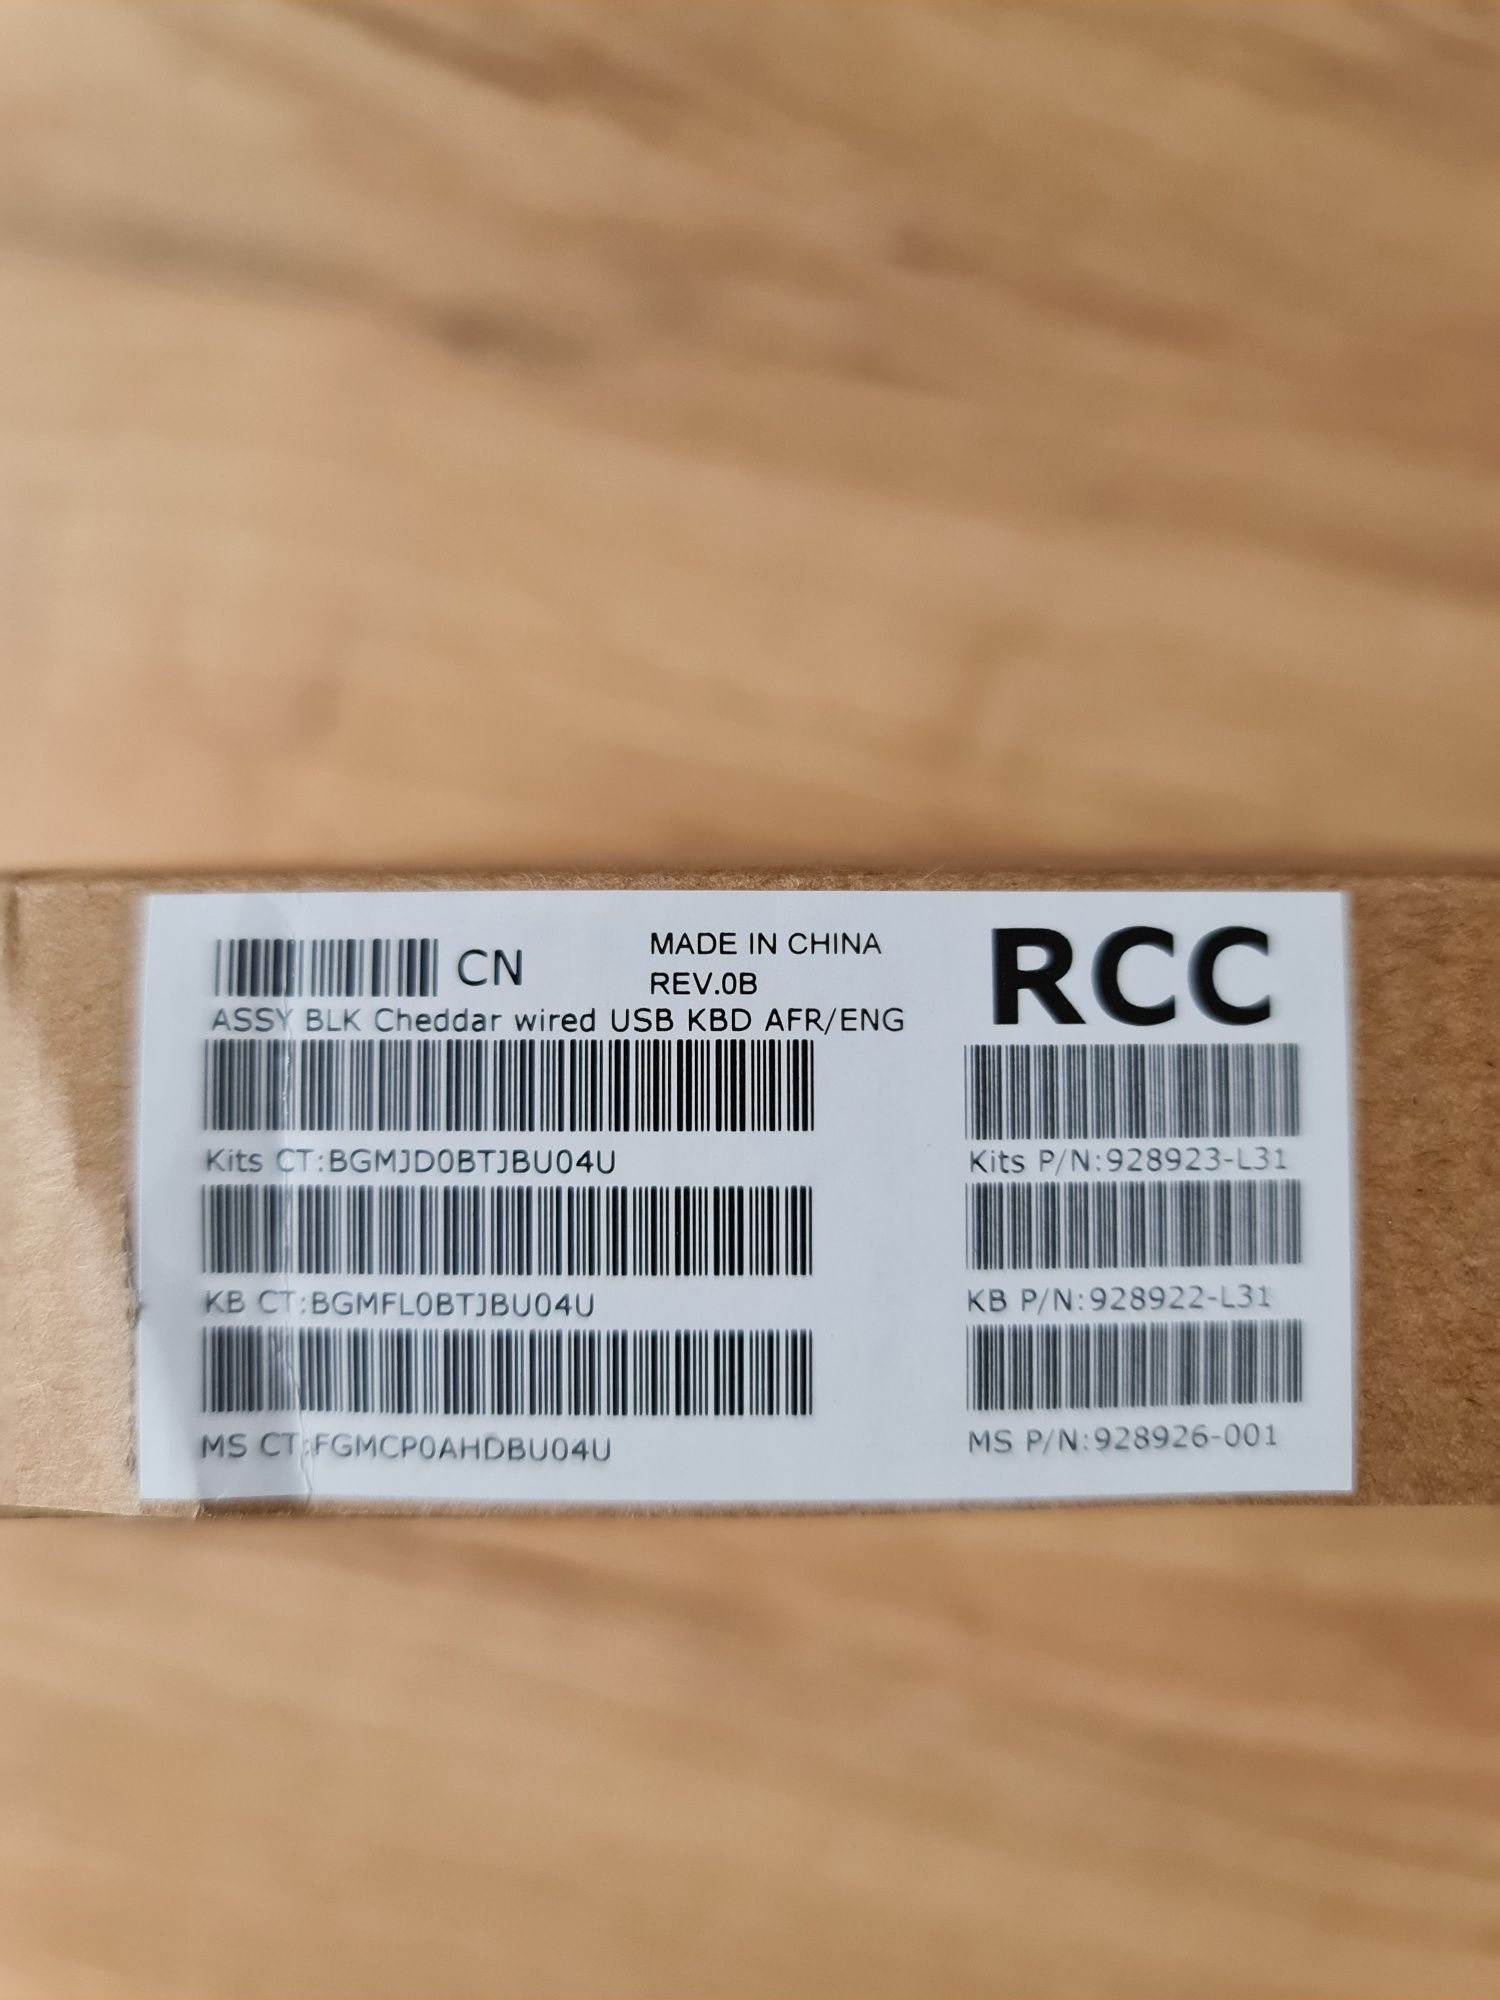 CN
MADE IN CHINA
REV.0B
RCC
ASSY BLK Cheddar wired USB KBD AFR/ENG
Kits CT:BGMJD0BTJBU04U
Kits P/N:928923-L31
KB CT:BGMFL0BTJBU04U
KB P/N:928922-L31
MS CT:FGMCP0AHDBU04U
MS P/N:928926-001